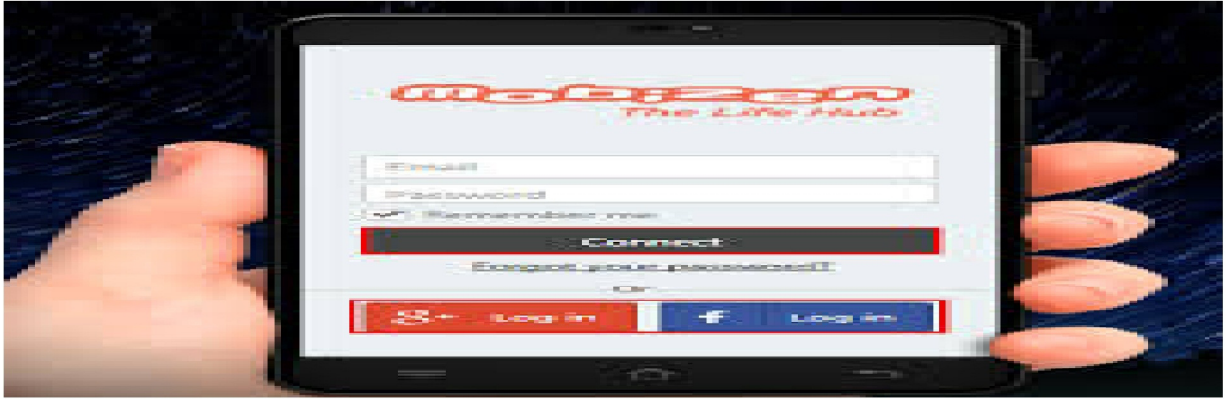 mobizen
The Life Hub
Email
Password
Remember me
Connect
Forgot your password?
Or
g+ Log in f Log in